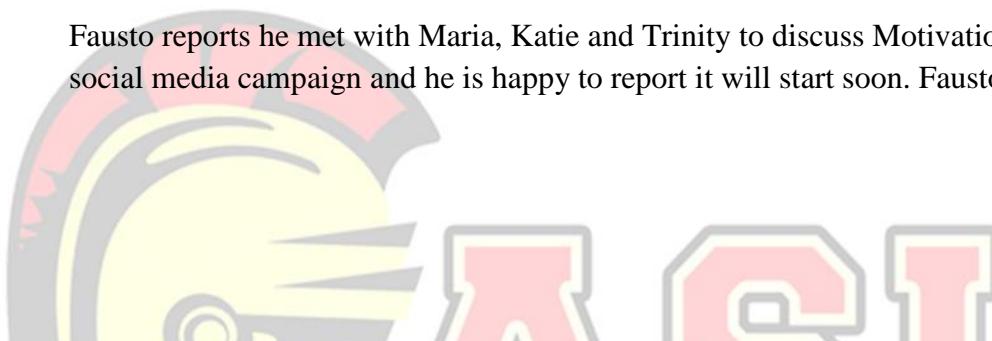 Fausto reports he met with Maria, Katie and Trinity to discuss
social media campaign and he is happy to report it will start soon.
AS